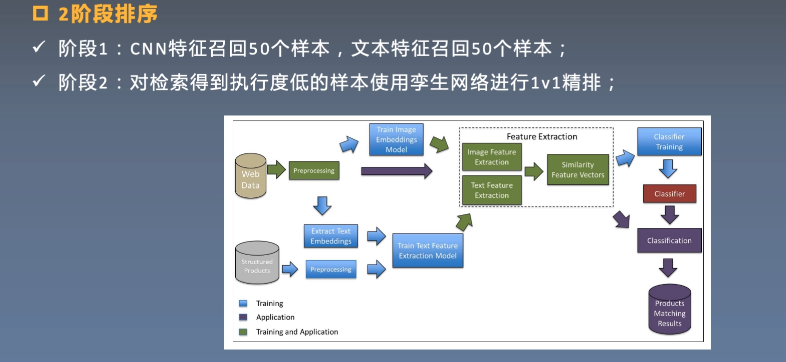 2阶段排序
✓ 阶段1：CNN特征召回50个样本，文本特征召回50个样本；
✓ 阶段2：对检索得到执行度低的样本使用孪生网络进行1v1精排；
Train Image
Embeddings
Model
Feature Extraction
Classifier
Training
Web
Data
Preprocessing
Image Feature
Extraction
Similarity
Feature Vectors
Text Feature
Extraction
Classifier
Extract Text
Embeddings
Train Text Feature
Extraction Model
Classification
Structured
Products
Preprocessing
Products
Matching
Results
Training
Application
Training and Application